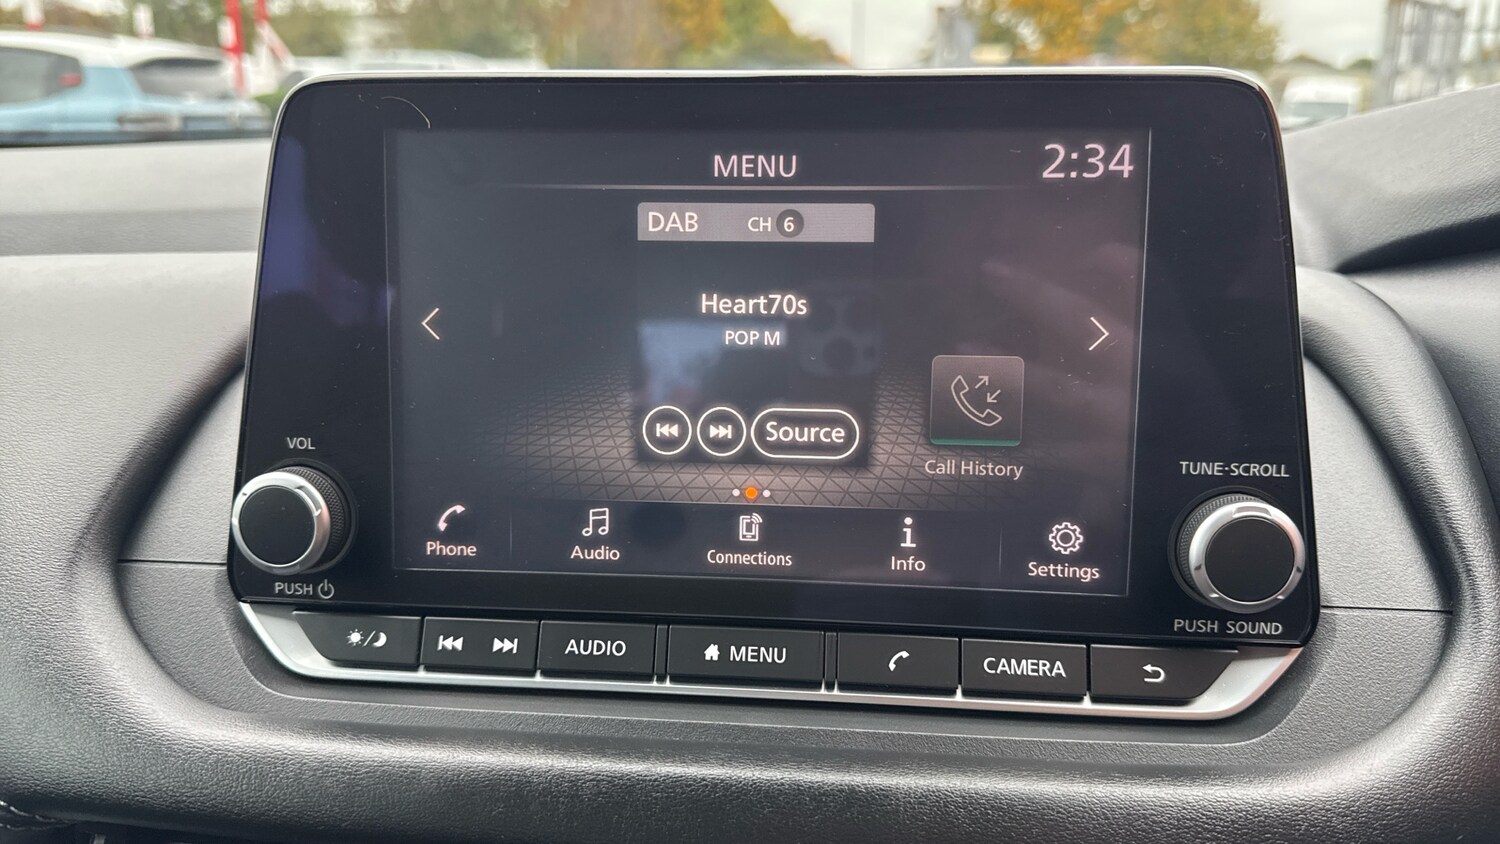 MENU
2:34
DAB CH 6
Heart70s
POP M
Source
Call History
Phone
Audio
Connections
Info
Settings
VOL
PUSH
TUNE·SCROLL
PUSH SOUND
AUDIO
MENU
CAMERA